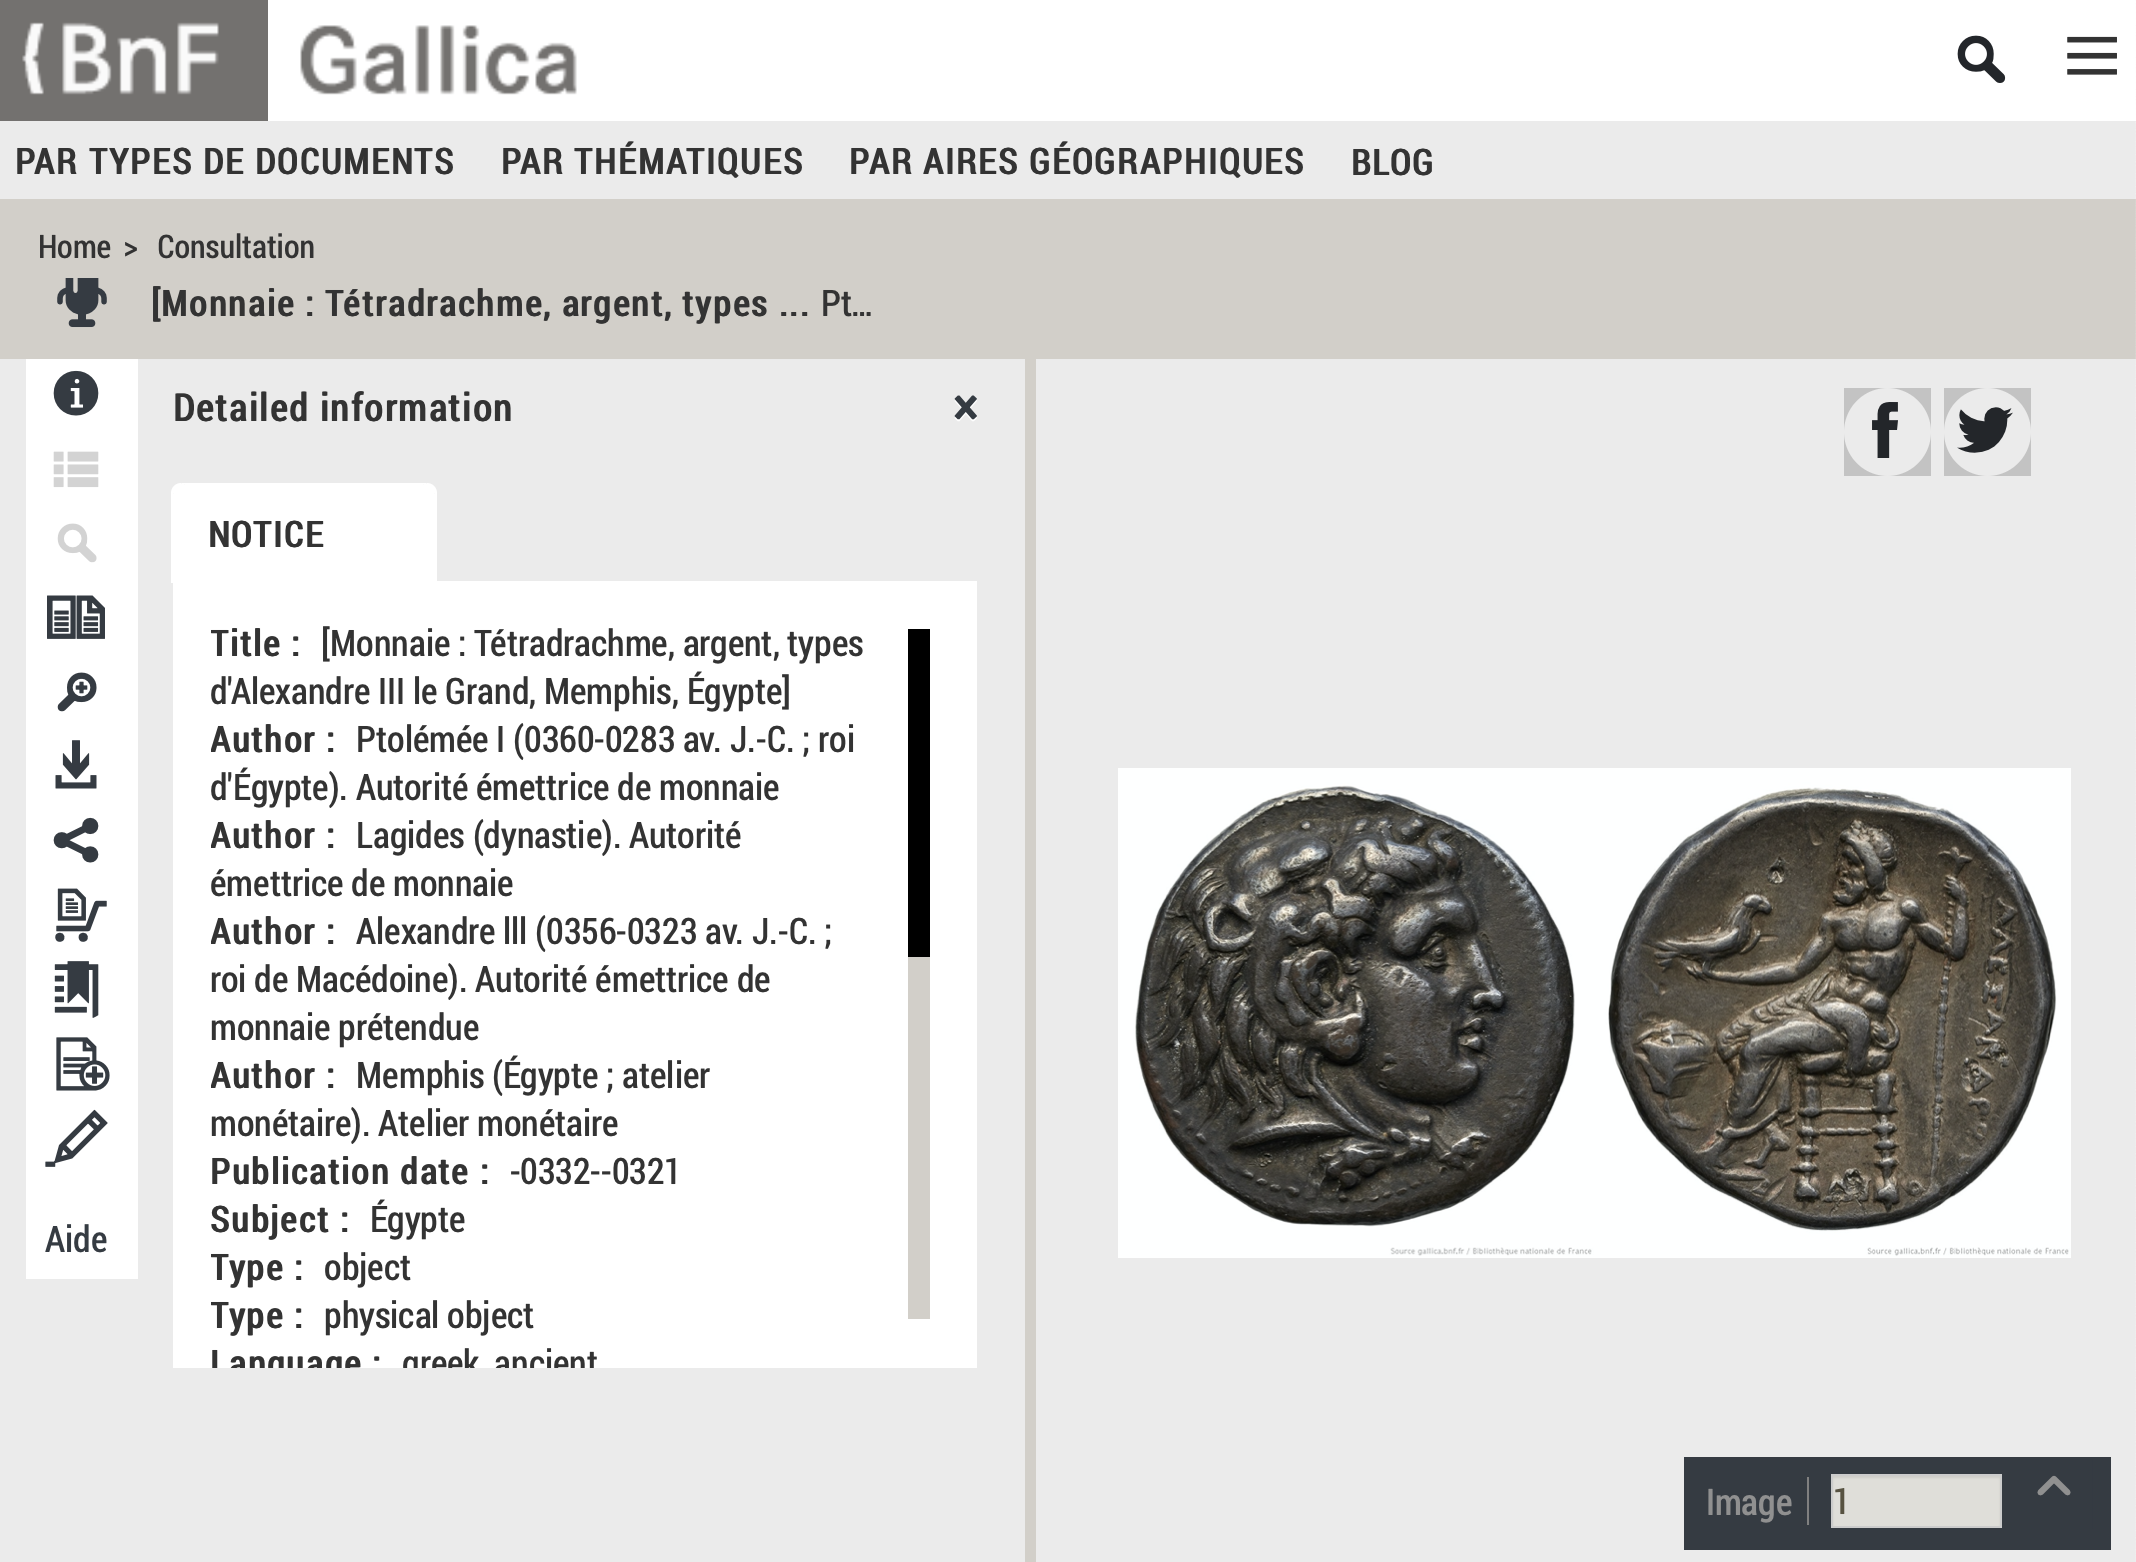 BnF Gallica
PAR TYPES DE DOCUMENTS PAR THÉMATIQUES PAR AIRES GÉOGRAPHIQUES BLOG
Home > Consultation
[Monnaie : Tétradrachme, argent, types ... Pt...
Detailed information
NOTICE
Title : [Monnaie : Tétradrachme, argent, types
d'Alexandre III le Grand, Memphis, Égypte]
Author : Ptolémée I (0360-0283 av. J.-C. ; roi
d'Égypte). Autorité émettrice de monnaie
Author : Lagides (dynastie). Autorité
émettrice de monnaie
Author : Alexandre III (0356-0323 av. J.-C. ;
roi de Macédoine). Autorité émettrice de
monnaie prétendue
Author : Memphis (Égypte ; atelier
monétaire). Atelier monétaire
Publication date : -0332--0321
Subject : Égypte
Type : object
Type : physical object
Language : greek, ancient
Aide
ΑΛΕΞΑΝΔΡ
Source gallica.bnf.fr / Bibliothèque nationale de France
Source gallica.bnf.fr / Bibliothèque nationale de France
Image 1